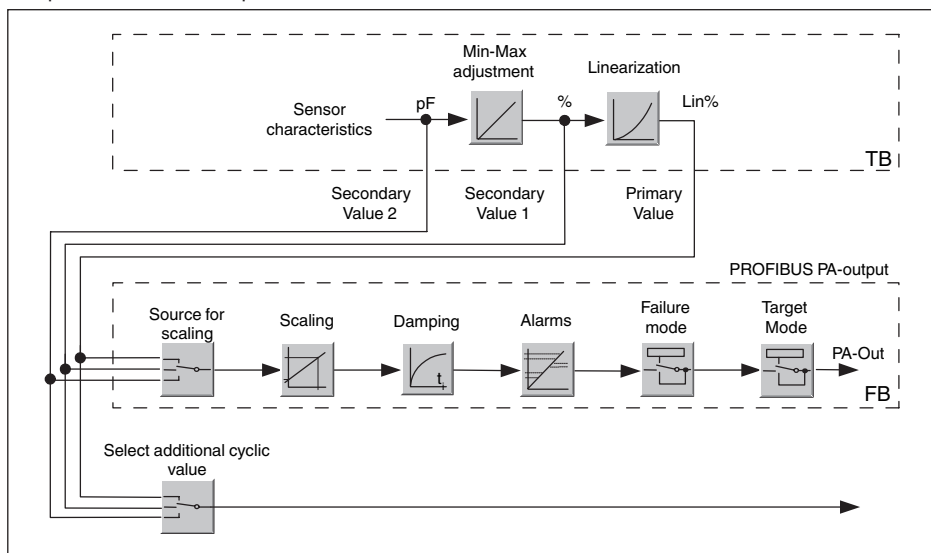 Min-Max
adjustment
Linearization
Sensor
characteristics
pF
%
Lin%
TB
Secondary
Value 2
Secondary
Value 1
Primary
Value
PROFIBUS PA-output
Source for
scaling
Scaling
Damping
Alarms
Failure
mode
Target
Mode
t
PA-Out
FB
Select additional cyclic
value